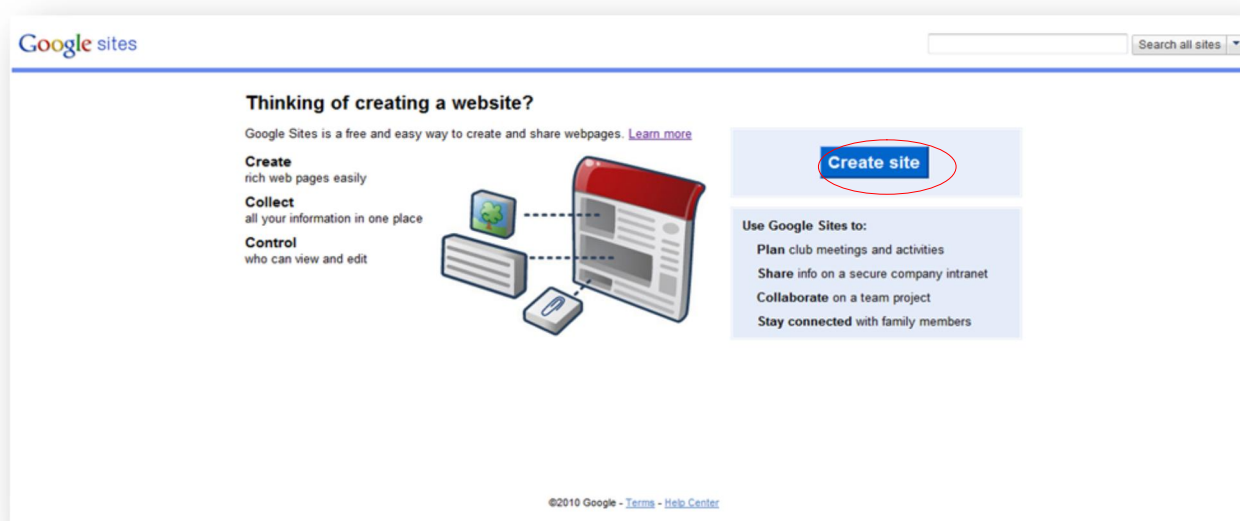 Google sites
Search all sites
Thinking of creating a website?
Google Sites is a free and easy way to create and share webpages. Learn more
Create
rich web pages easily
Collect
all your information in one place
Control
who can view and edit
Create site
Use Google Sites to:
Plan club meetings and activities
Share info on a secure company intranet
Collaborate on a team project
Stay connected with family members
©2010 Google - Terms - Help Center